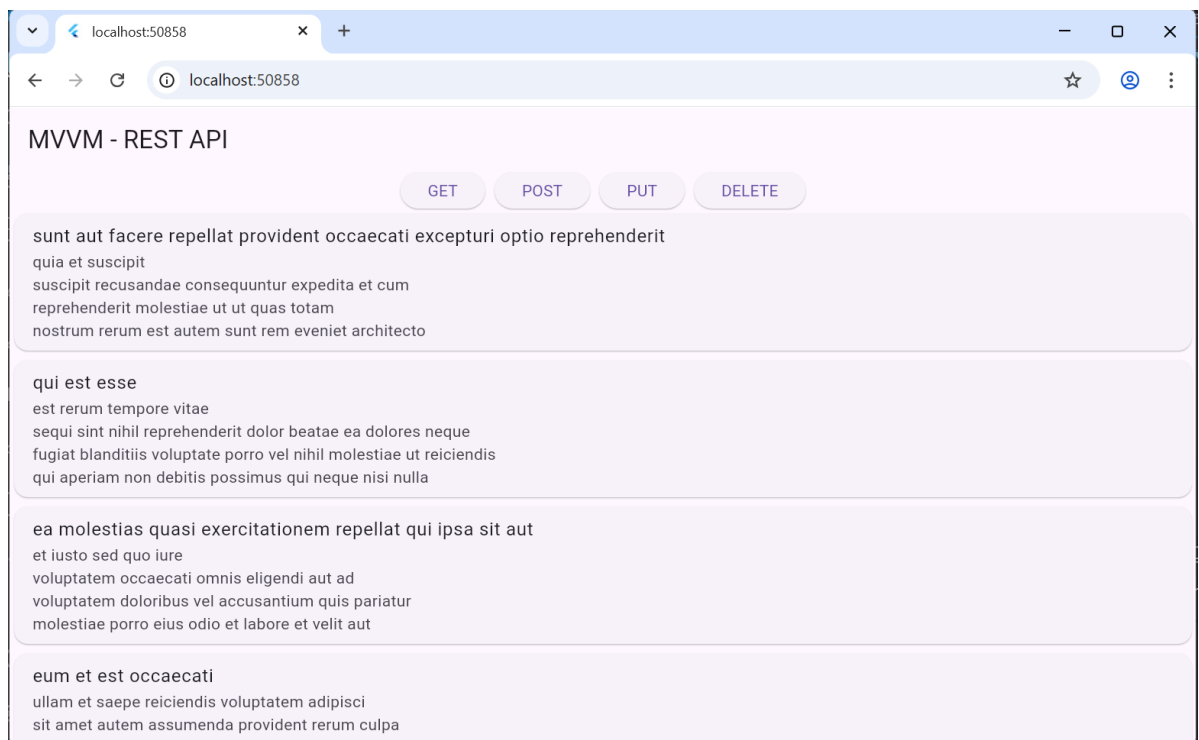 localhost:50858
localhost:50858
MVVM - REST API
GET POST PUT DELETE
sunt aut facere repellat provident occaecati excepturi optio reprehenderit
quia et suscipit
suscipit recusandae consequuntur expedita et cum
reprehenderit molestiae ut ut quas totam
nostrum rerum est autem sunt rem eveniet architecto
qui est esse
est rerum tempore vitae
sequi sint nihil reprehenderit dolor beatae ea dolores neque
fugiat blanditiis voluptate porro vel nihil molestiae ut reiciendis
qui aperiam non debitis possimus qui neque nisi nulla
ea molestias quasi exercitationem repellat qui ipsa sit aut
et iusto sed quo iure
voluptatem occaecati omnis eligendi aut ad
voluptatem doloribus vel accusantium quis pariatur
molestiae porro eius odio et labore et velit aut
eum et est occaecati
ullam et saepe reiciendis voluptatem adipisci
sit amet autem assumenda provident rerum culpa